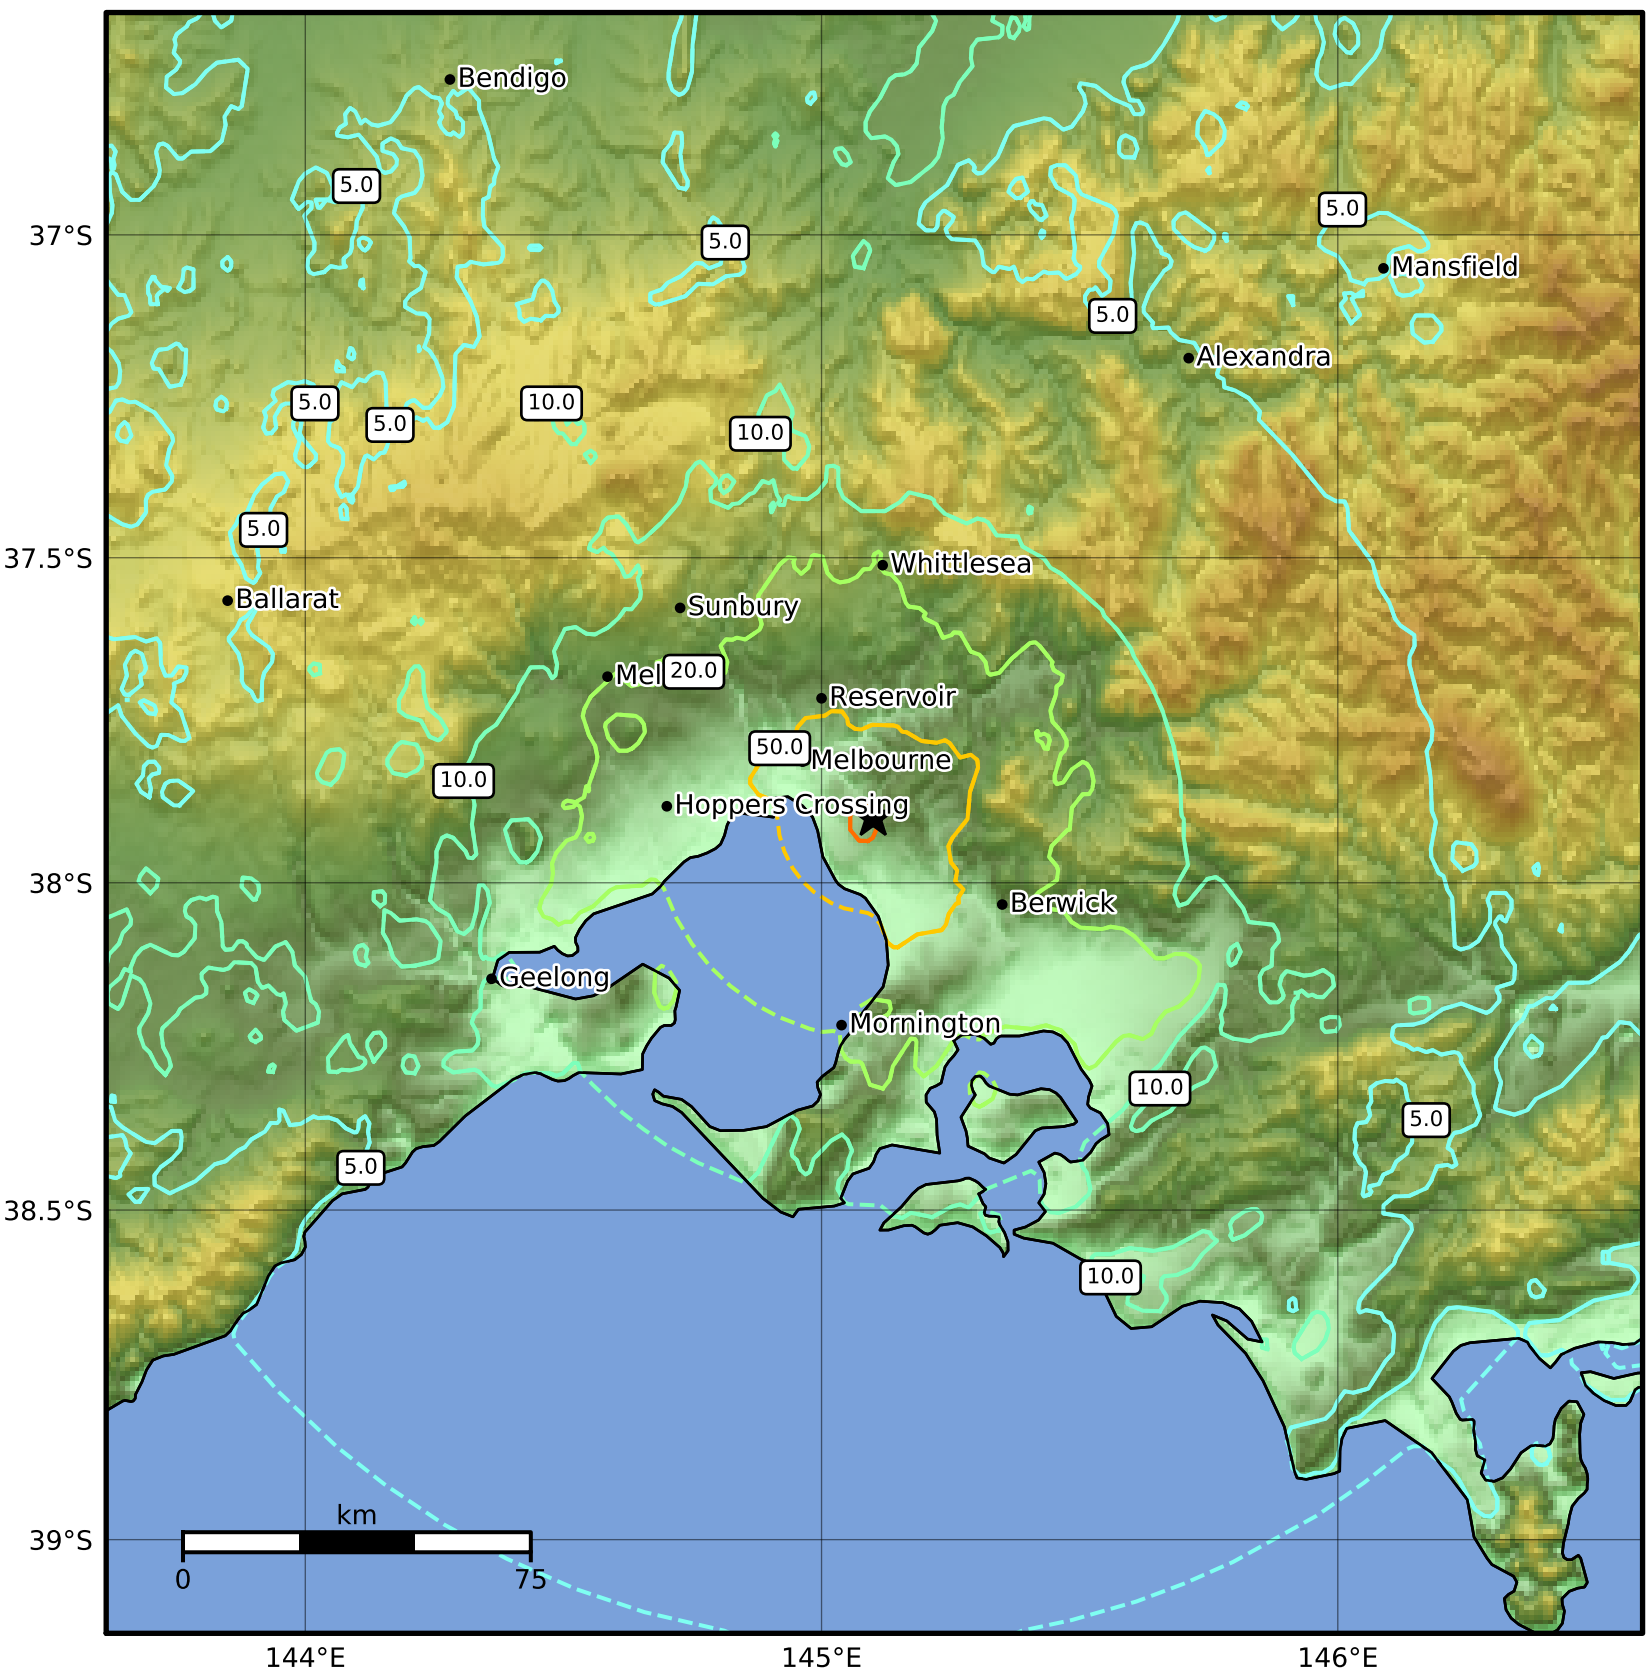 Bendigo
5.0
37°S
5.0
5.0
Mansfield
5.0
Alexandra
5.0
10.0
5.0
10.0
5.0
37.5°S
Whittlesea
Ballarat
Sunbury
Mel
20.0
Reservoir
50.0
Melbourne
10.0
Hoppers Crossing
38°S
Berwick
Geelong
Mornington
10.0
5.0
5.0
38.5°S
10.0
km
39°S
0
75
144°E
145°E
146°E